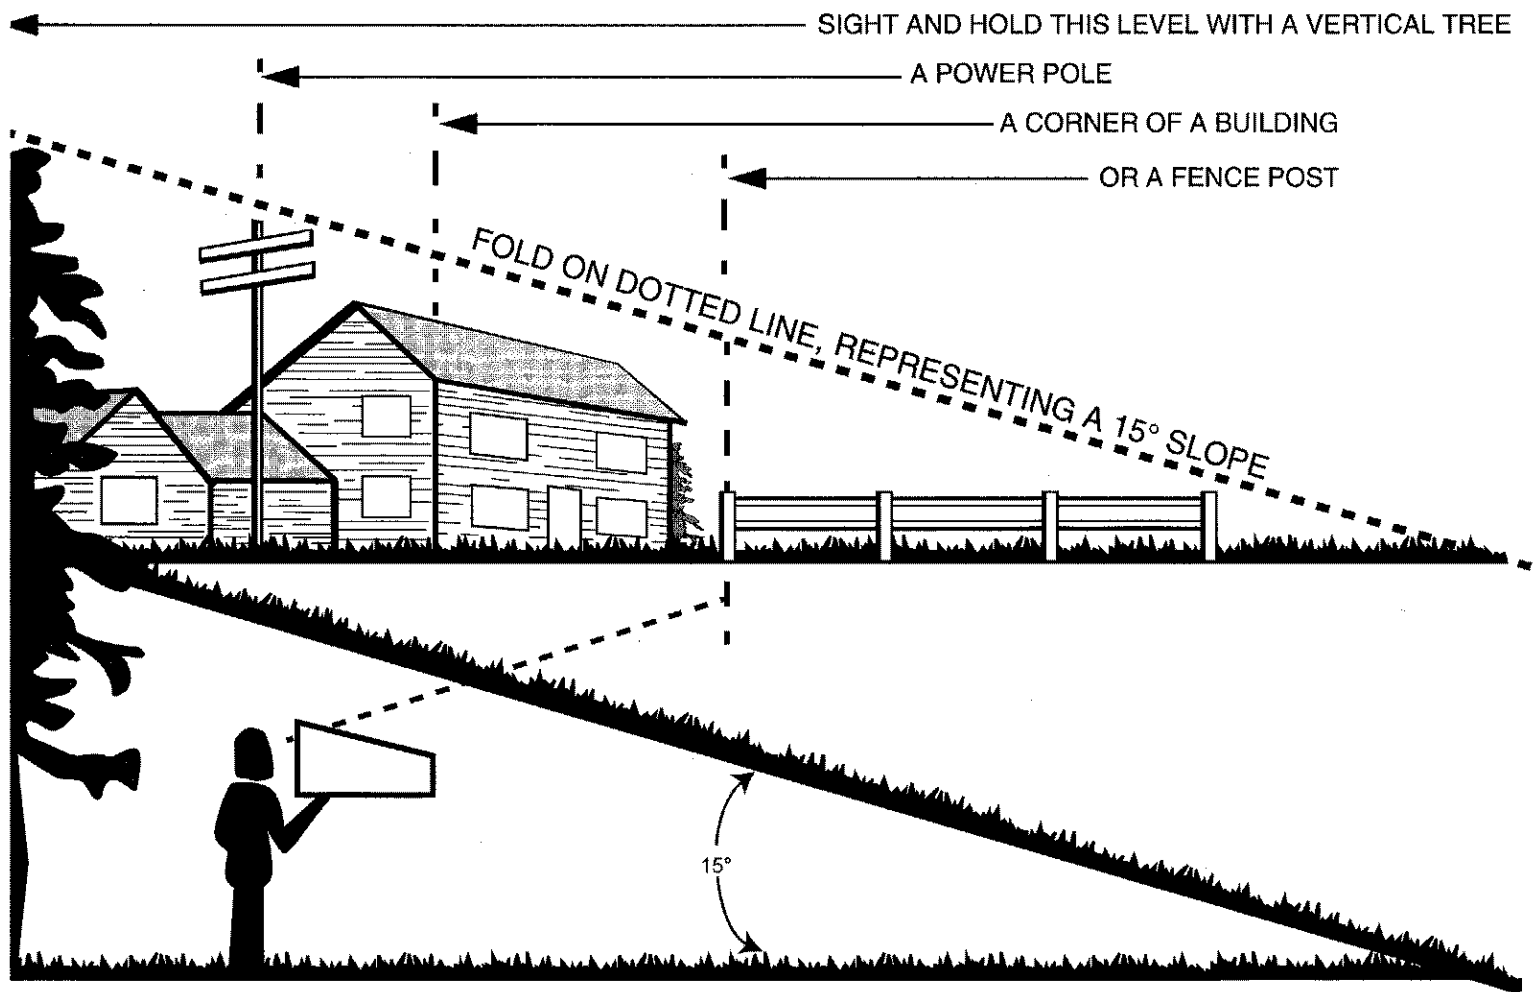 SIGHT AND HOLD THIS LEVEL WITH A VERTICAL TREE
A POWER POLE
A CORNER OF A BUILDING
OR A FENCE POST
FOLD ON DOTTED LINE, REPRESENTING A 15° SLOPE
15°